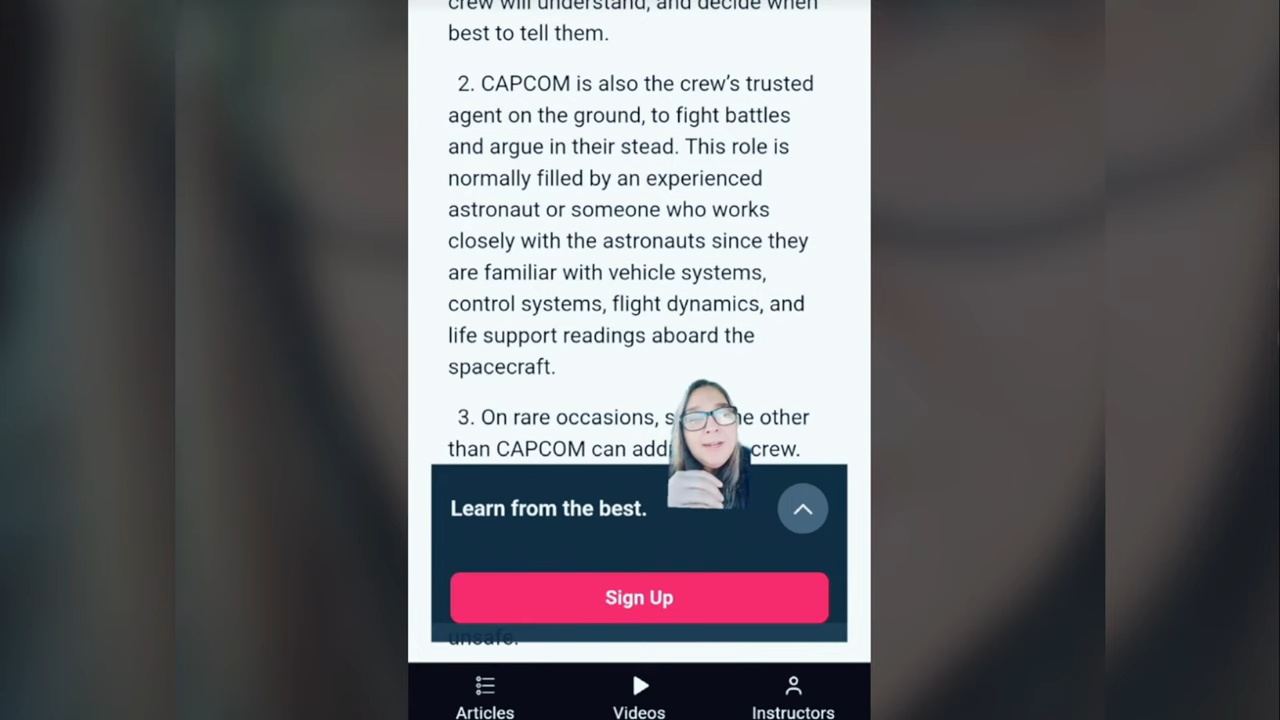 crew will understand, and decide when
best to tell them.
2. CAPCOM is also the crew’s trusted
agent on the ground, to fight battles
and argue in their stead. This role is
normally filled by an experienced
astronaut or someone who works
closely with the astronauts since they
are familiar with vehicle systems,
control systems, flight dynamics, and
life support readings aboard the
spacecraft.
3. On rare occasions, other
than CAPCOM can crew.
Learn from the best.
Sign Up
unsafe.
Articles
Videos
Instructors